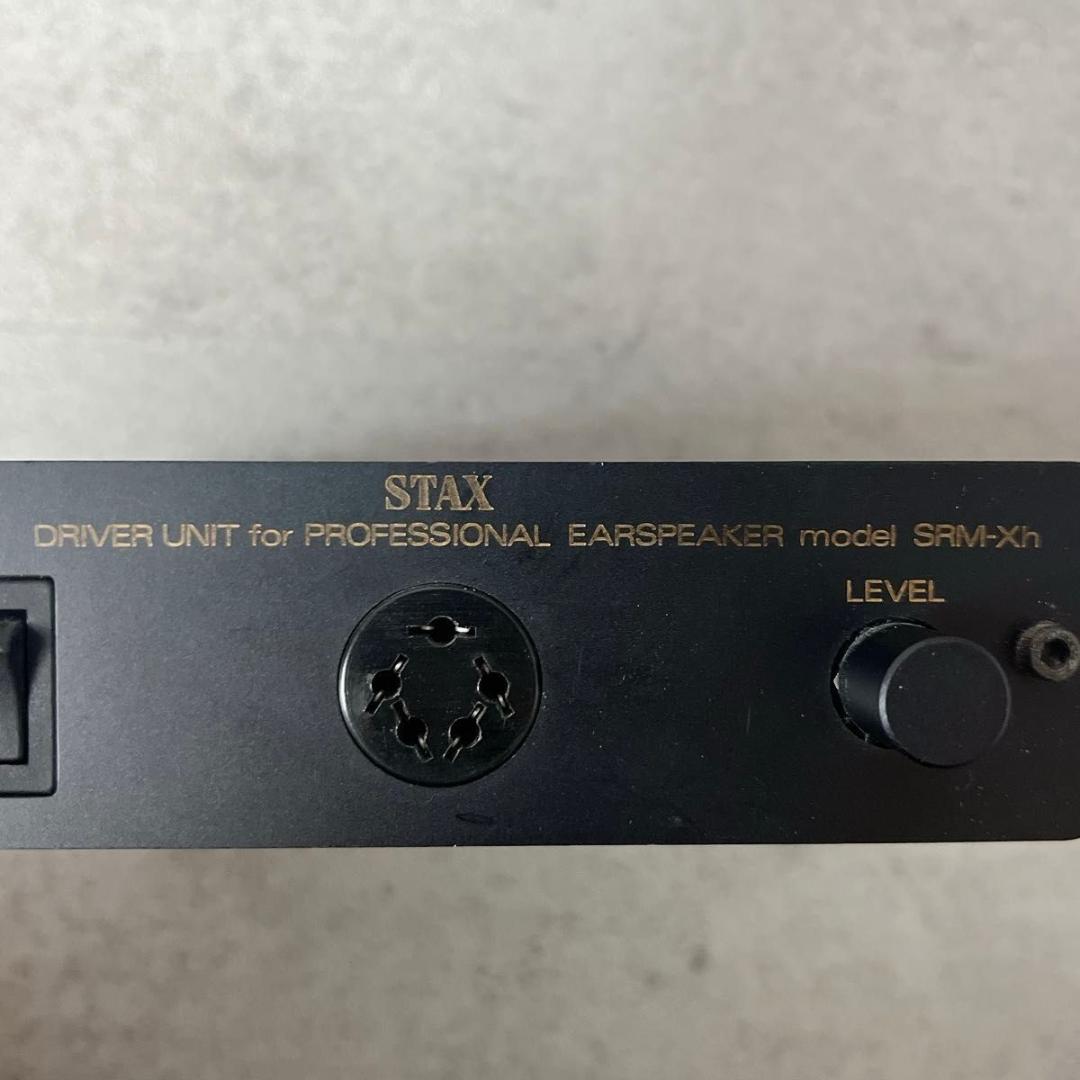 STAX
DRIVER UNIT for PROFESSIONAL EARSPEAKER model SRM-Xh
LEVEL